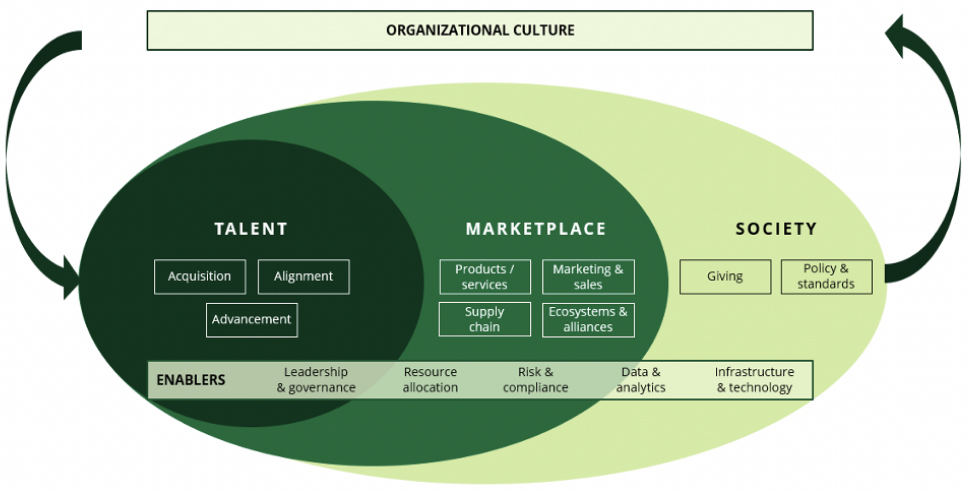 ORGANIZATIONAL CULTURE
TALENT
Acquisition
Alignment
Advancement
MARKETPLACE
Products /
services
Marketing &
sales
Supply
chain
Ecosystems &
alliances
SOCIETY
Giving
Policy &
standards
ENABLERS
Leadership
& governance
Resource
allocation
Risk &
compliance
Data &
analytics
Infrastructure
& technology